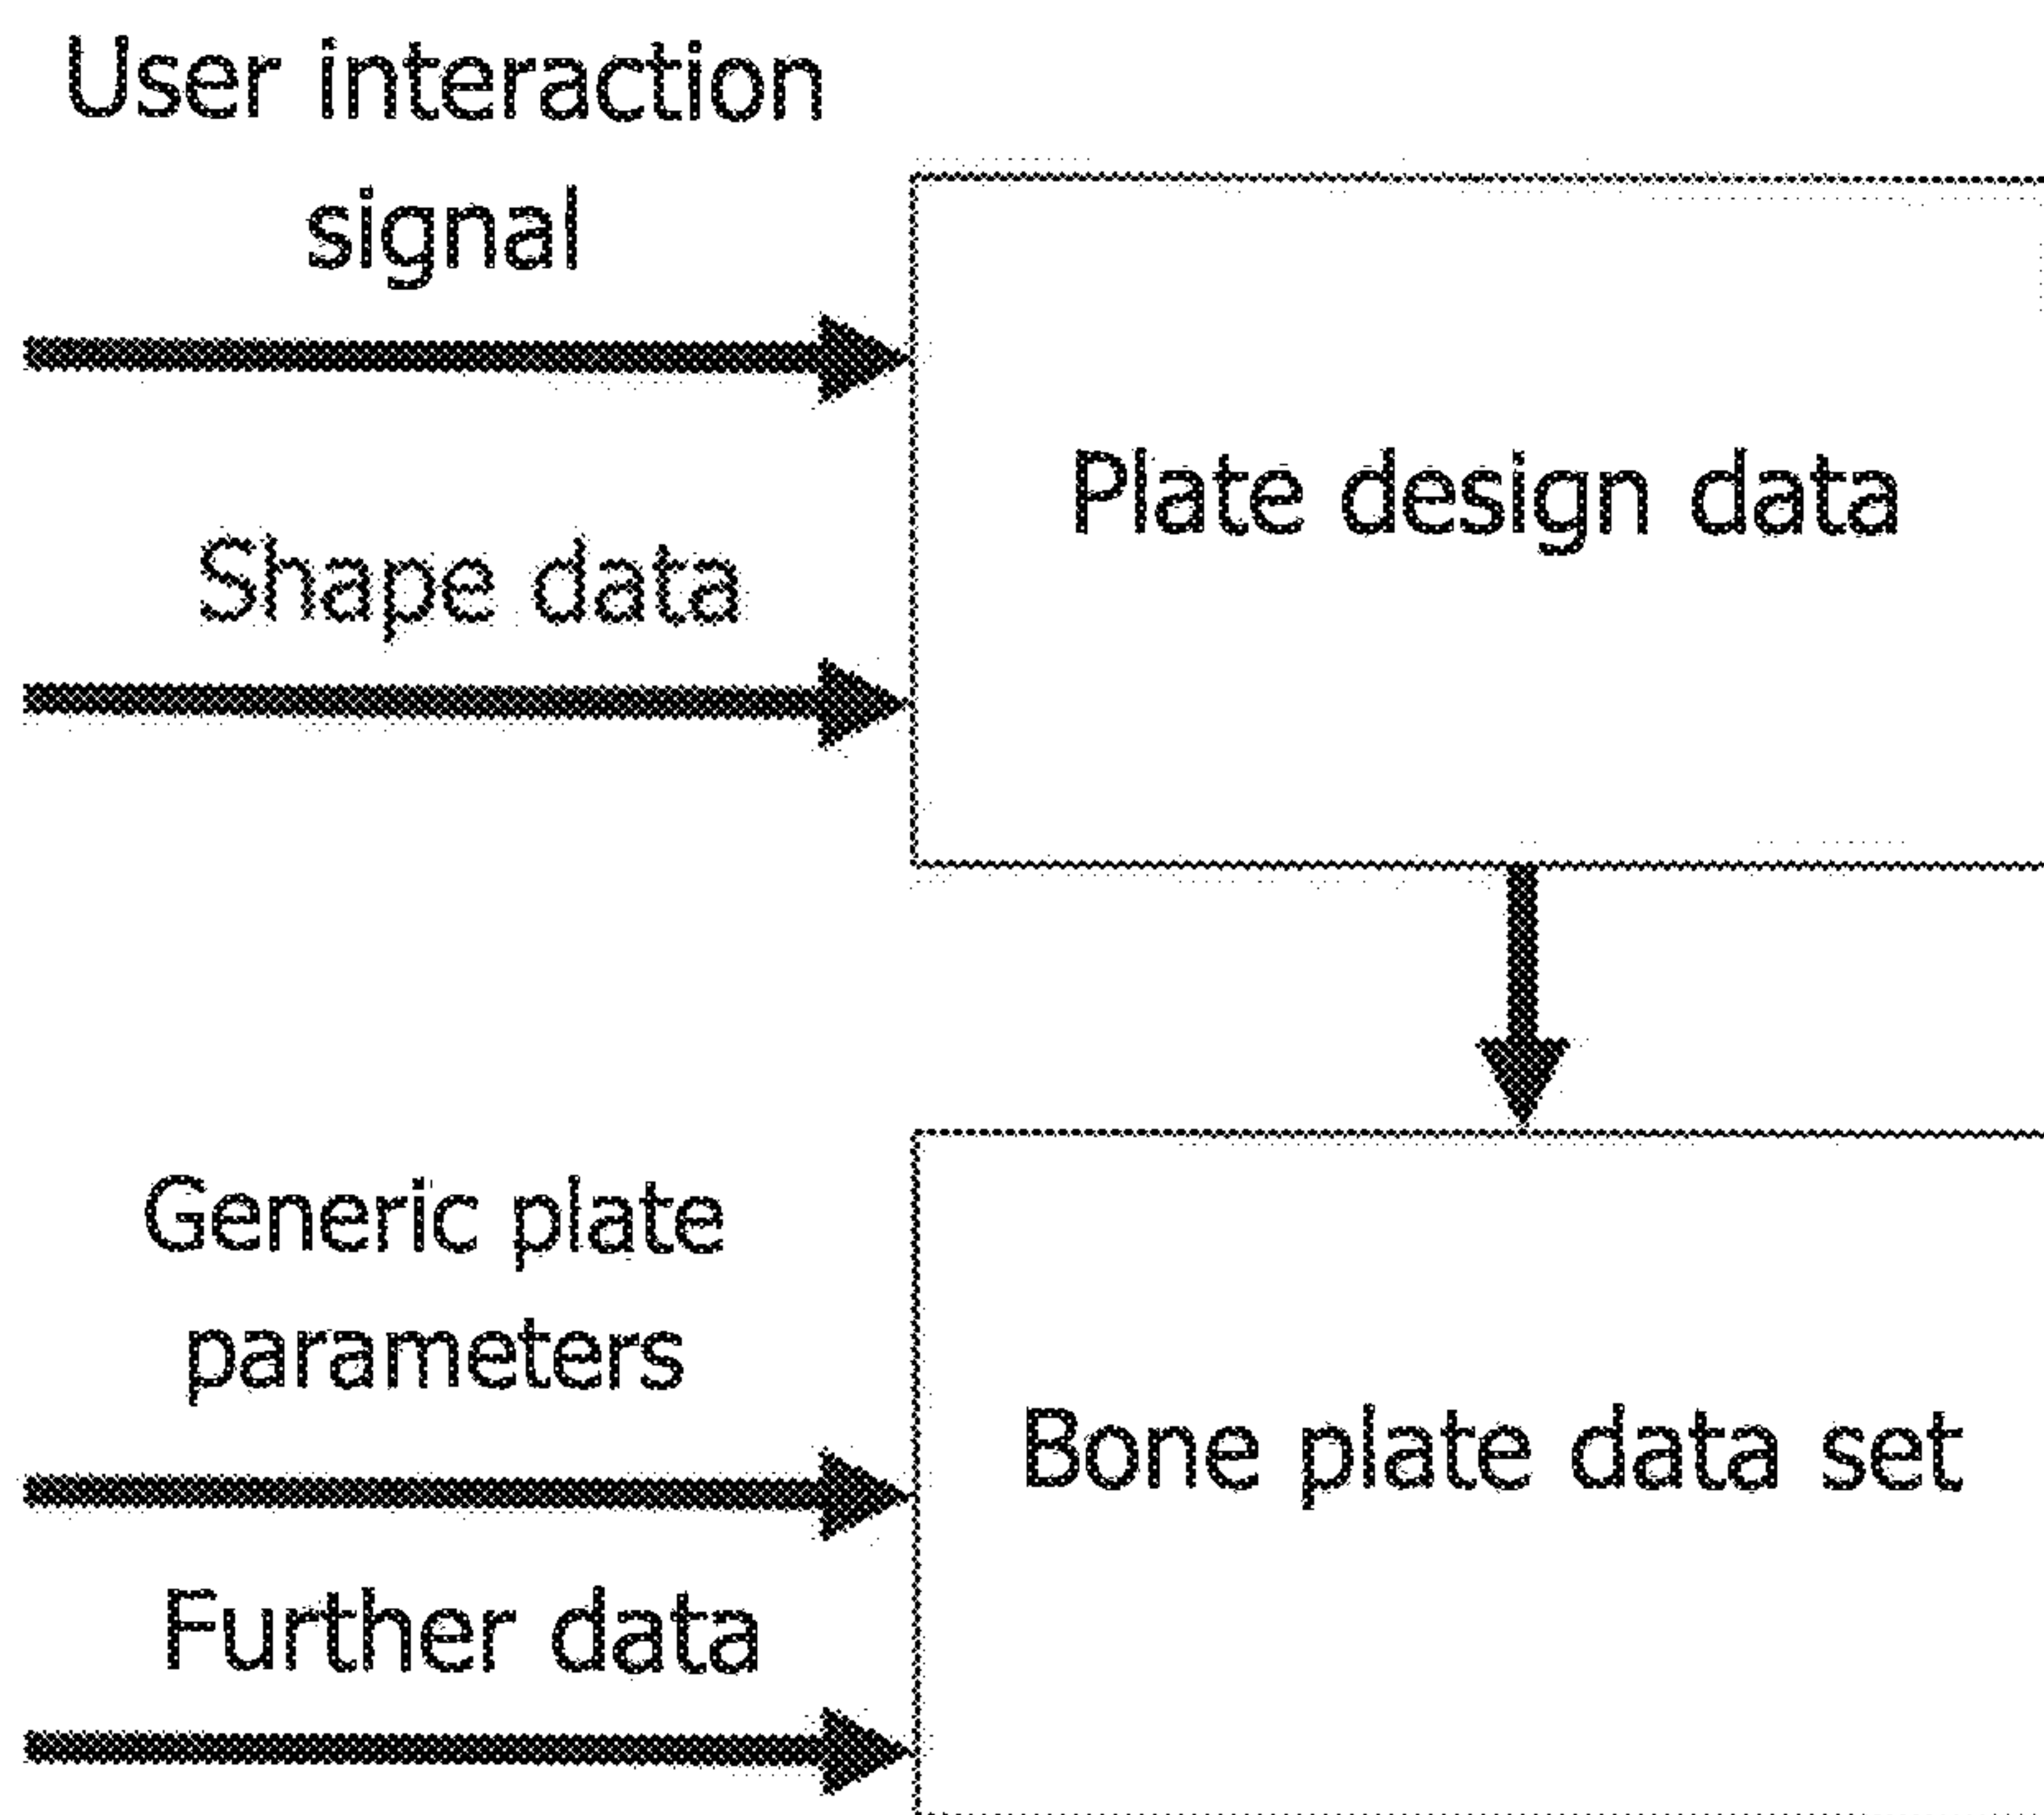 User interaction
signal
Plate design data
Shape data
Generic plate
parameters
Bone plate data set
Further data